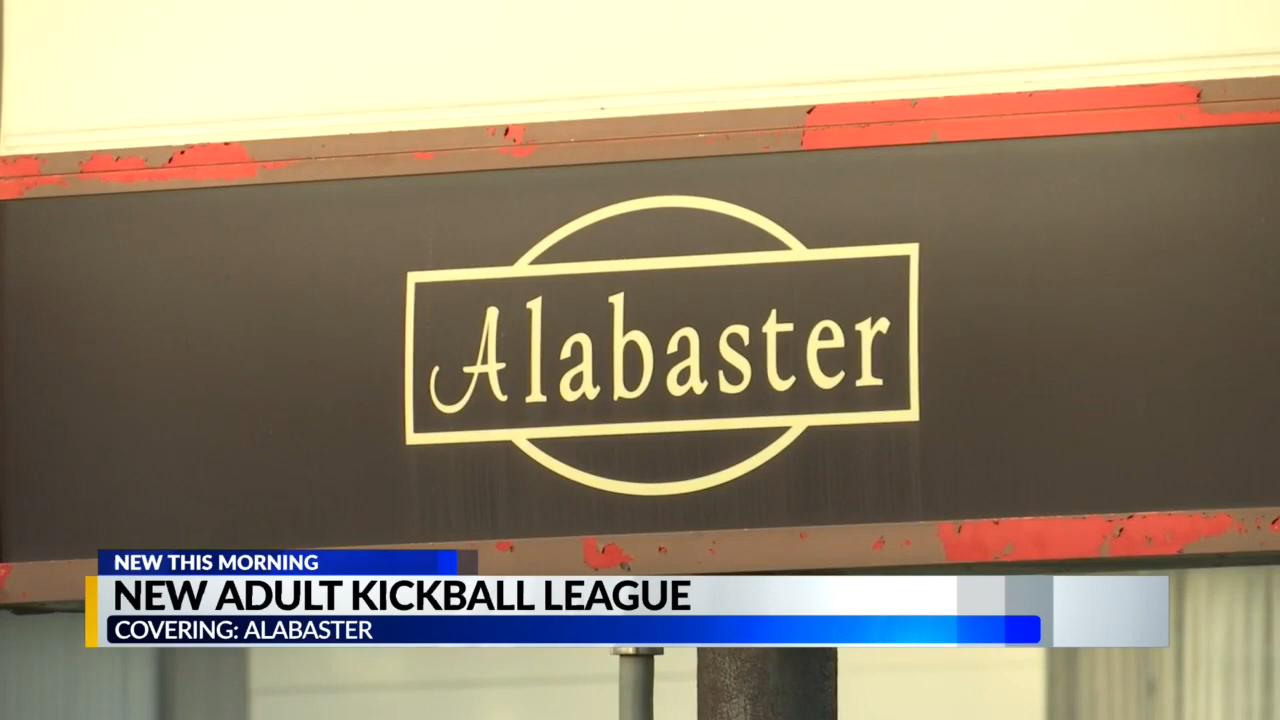 Alabaster
NEW THIS MORNING
NEW ADULT KICKBALL LEAGUE
COVERING: ALABASTER